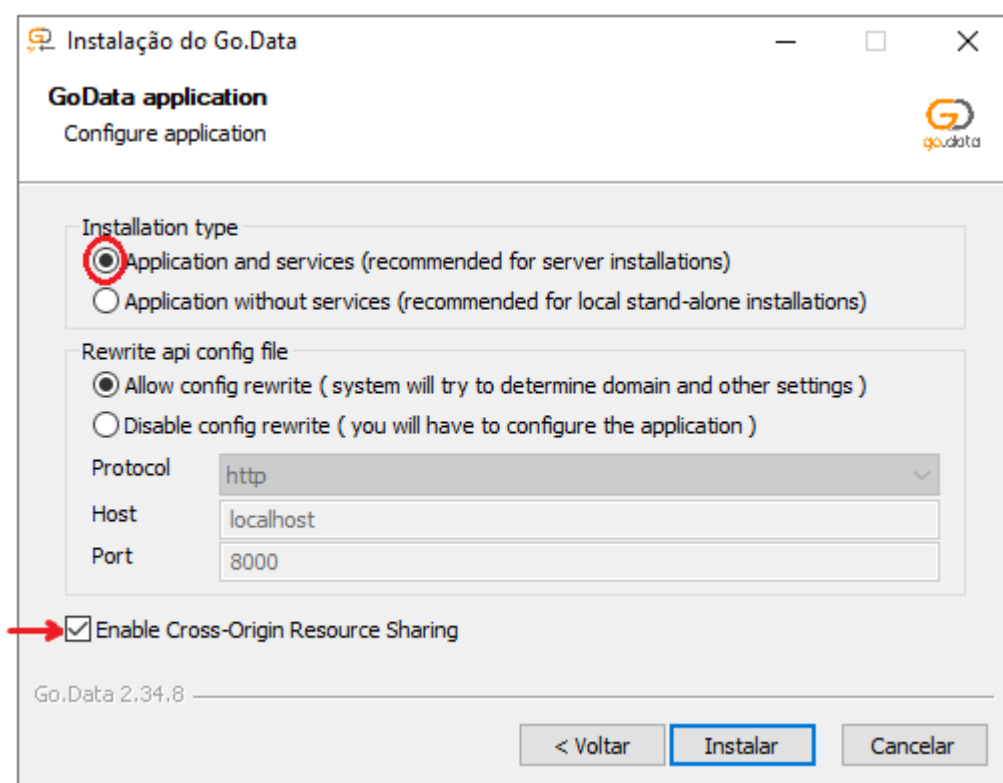 Instalação do Go.Data
GoData application
Configure application
go.data
Installation type
Application and services (recommended for server installations)
Application without services (recommended for local stand-alone installations)
Rewrite api config file
Allow config rewrite ( system will try to determine domain and other settings )
Disable config rewrite ( you will have to configure the application )
Protocol http
Host localhost
Port 8000
Enable Cross-Origin Resource Sharing
Go.Data 2.34.8
< Voltar Instalar Cancelar